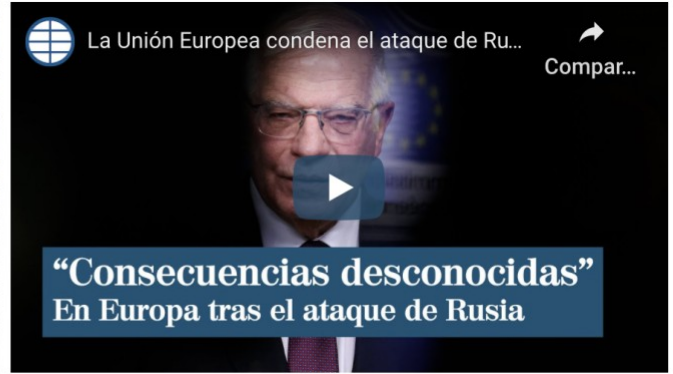 La Unión Europea condena el ataque de Ru...
Compar...
“Consecuencias desconocidas”
En Europa tras el ataque de Rusia